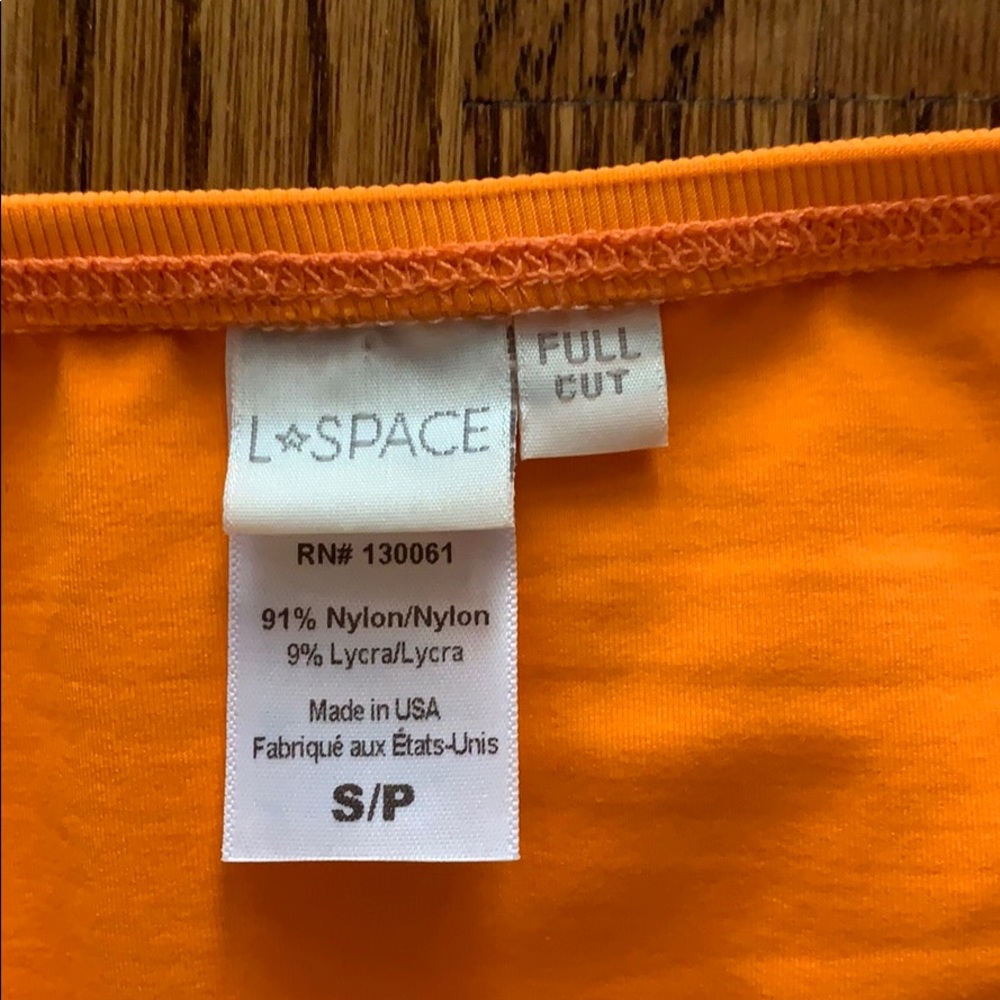 L☆SPACE
FULL
CUT
RN# 130061
91% Nylon/Nylon
9% Lycra/Lycra
Made in USA
Fabriqué aux États-Unis
S/P